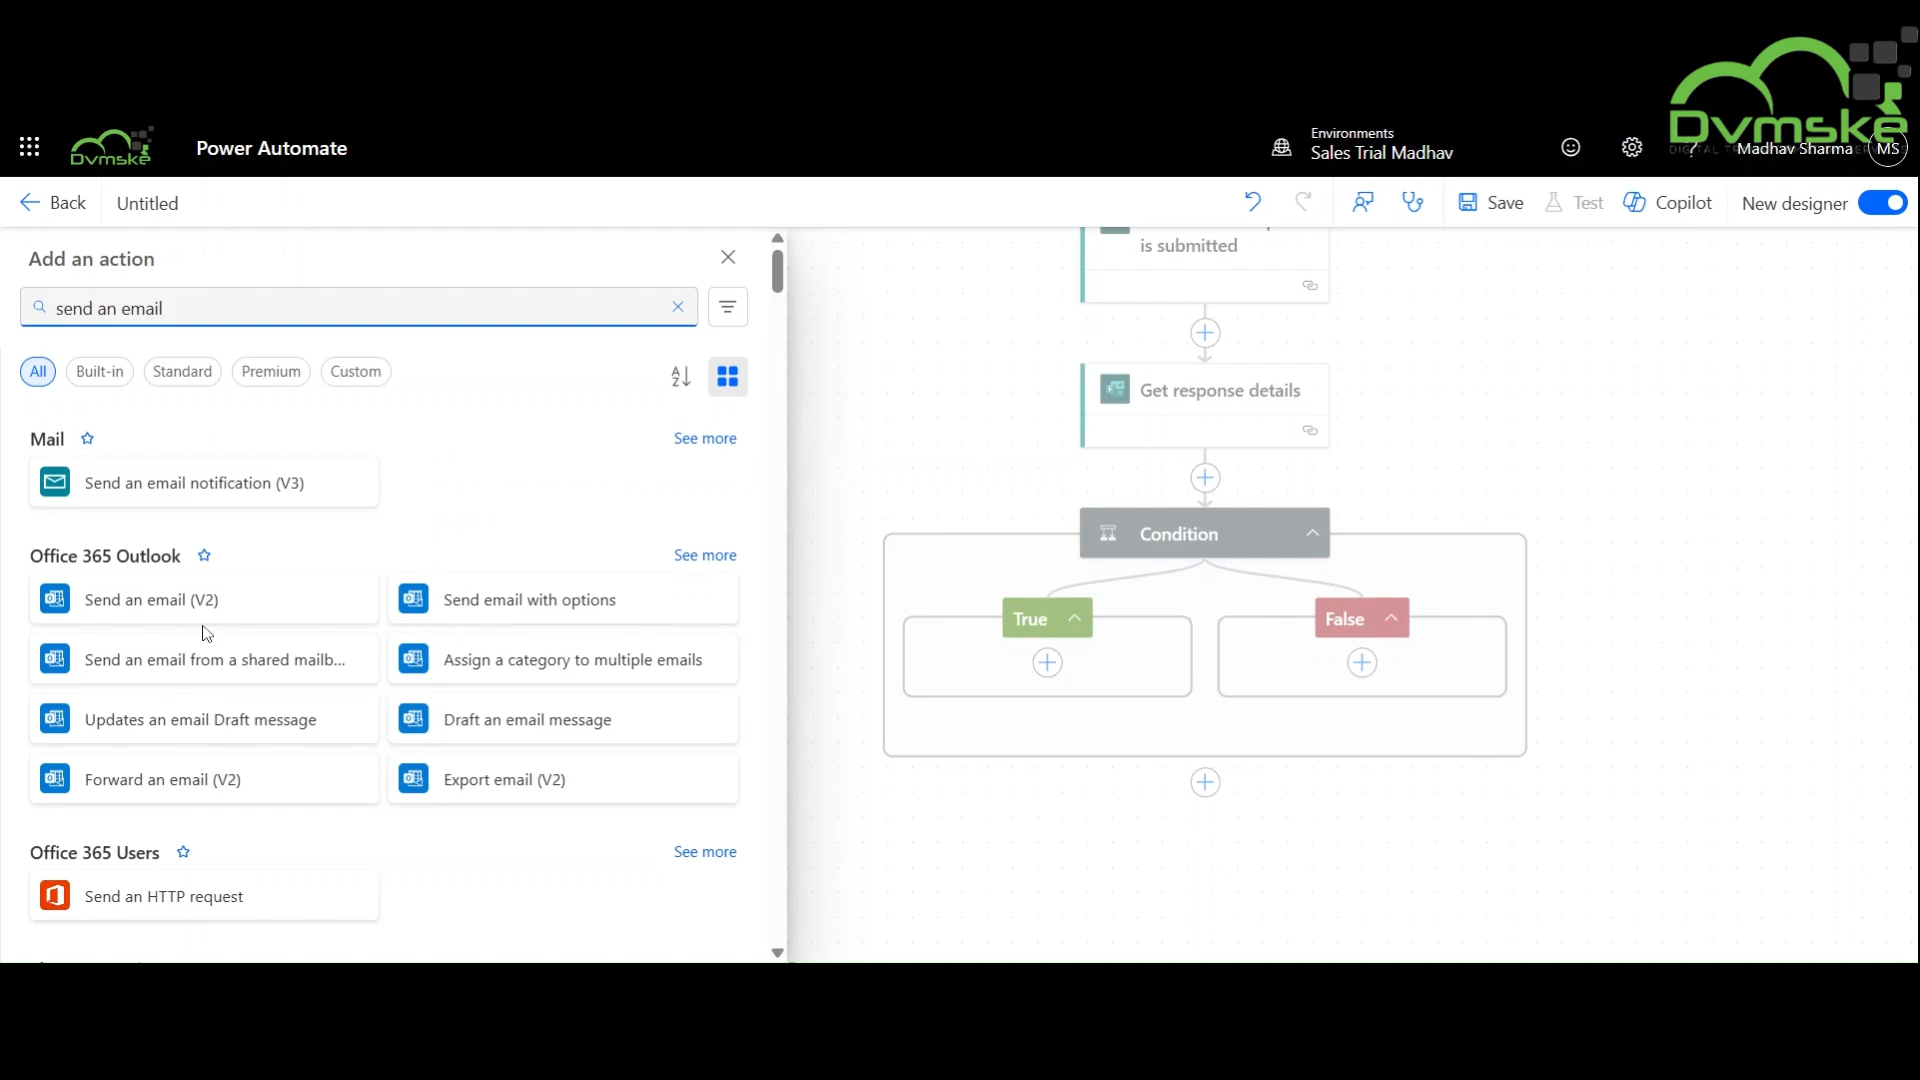 Dvmske
Dvmske
Power Automate
Environments
Sales Trial Madhav
?
Madhav Sharma
MS
Back
Untitled
Save
Test
Copilot
New designer
Add an action
send an email
All
Built-in
Standard
Premium
Custom
Mail
See more
Send an email notification (V3)
Office 365 Outlook
See more
Send an email (V2)
Send email with options
Send an email from a shared mailb...
Assign a category to multiple emails
Updates an email Draft message
Draft an email message
Forward an email (V2)
Export email (V2)
Office 365 Users
See more
Send an HTTP request
is submitted
Get response details
Condition
True
False